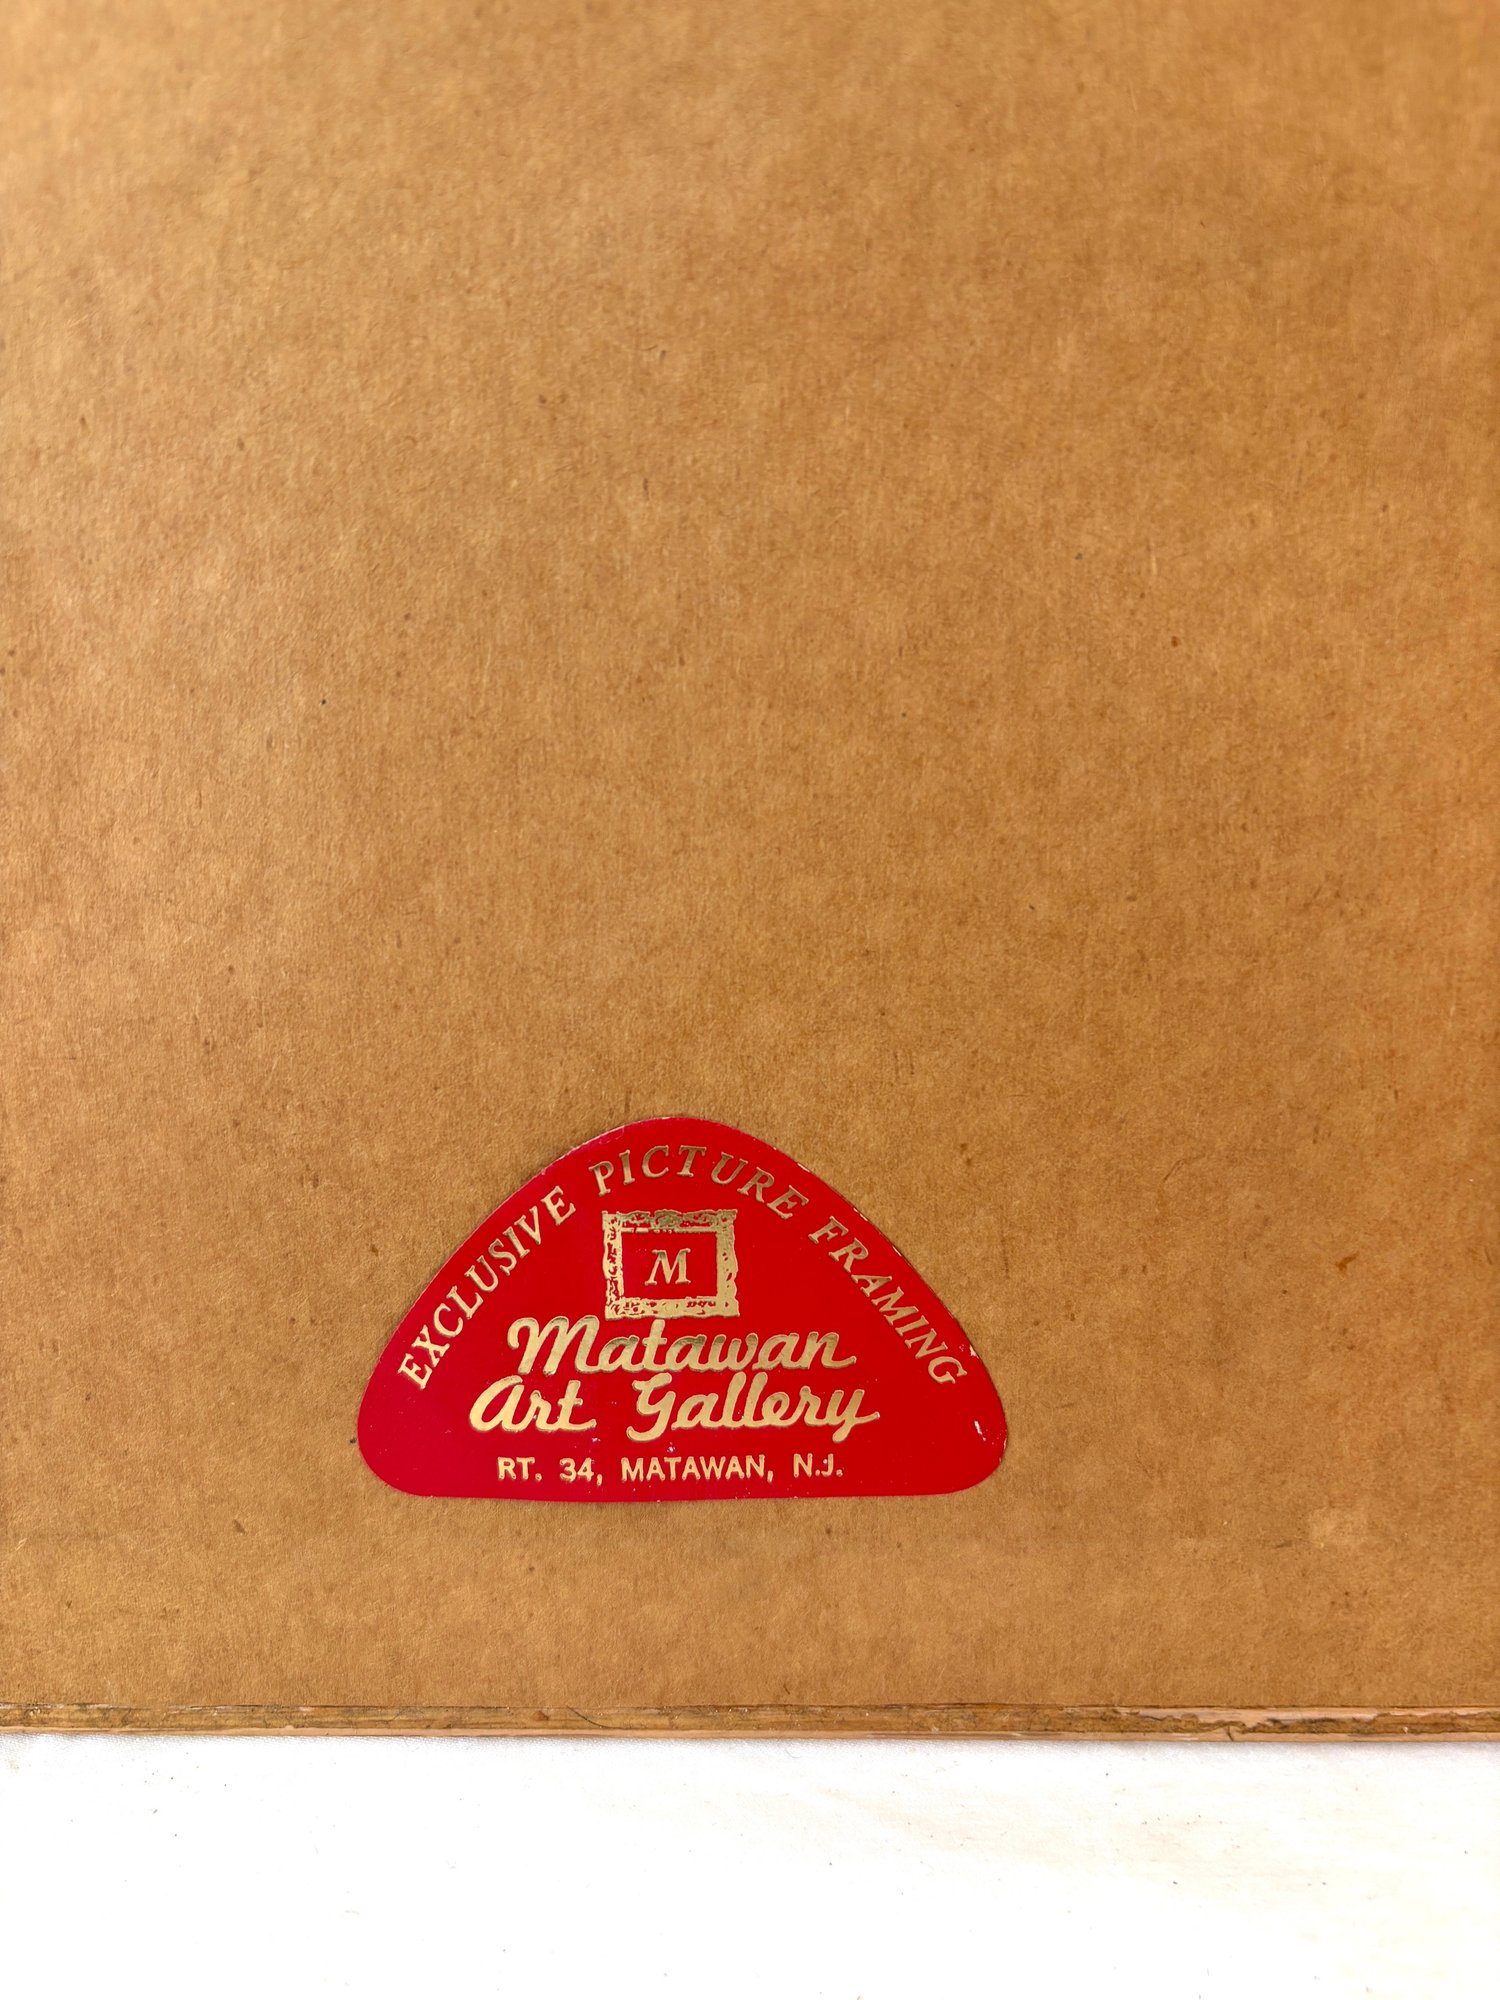 EXCLUSIVE PICTURE FRAMING
M
Matawan
Art Gallery
RT. 34, MATAWAN, N.J.